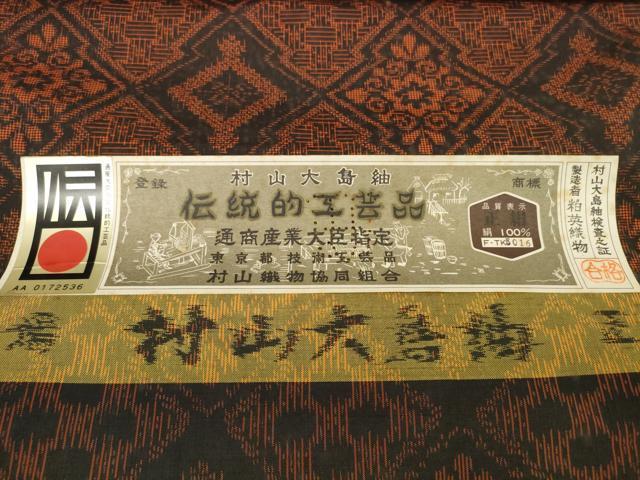 登録
村山大島紬
商標
伝統的工芸品
通商産業大臣指定
東京都技術工芸品
村山織物協同組合
品質表示
絹 100%
F-TK5016
村山大島紬検査之証
製造者 粕英織物
合格
AA 0172536
村山大島紬